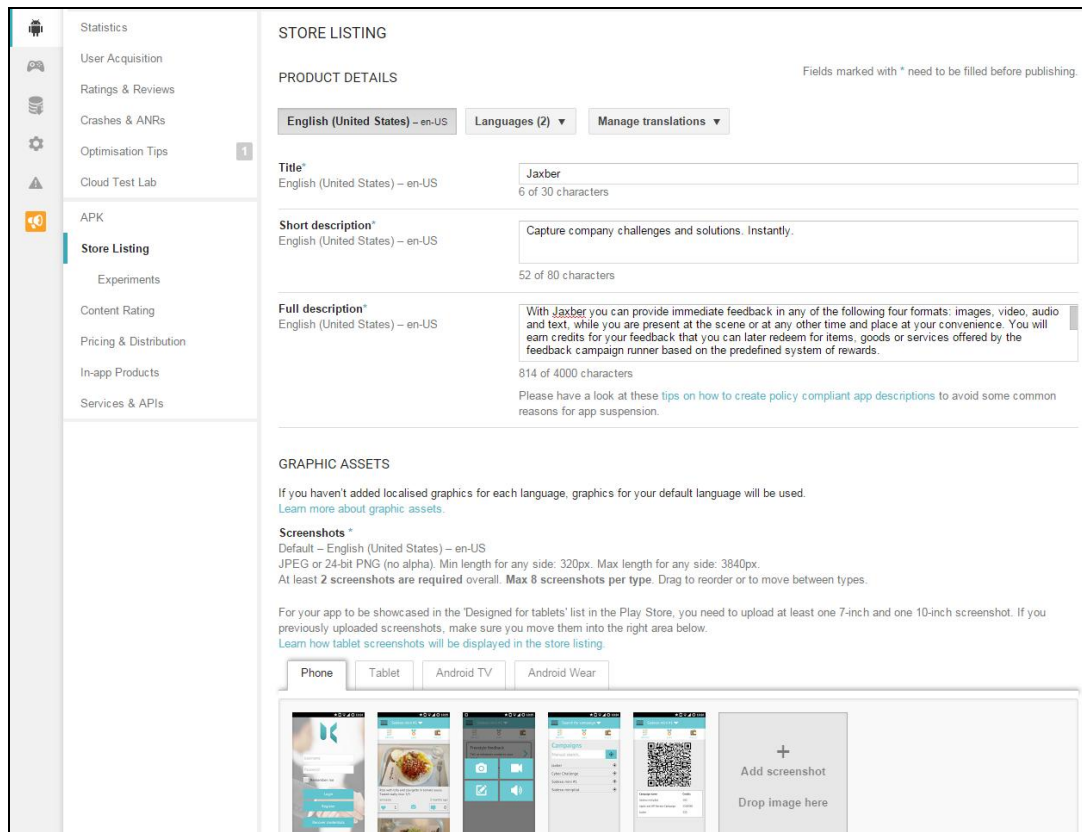 Statistics
User Acquisition
Ratings & Reviews
Crashes & ANRs
Optimisation Tips
1
Cloud Test Lab
APK
Store Listing
Experiments
Content Rating
Pricing & Distribution
In-app Products
Services & APIs
STORE LISTING
PRODUCT DETAILS
Fields marked with * need to be filled before publishing.
English (United States) – en-US
Languages (2) ▼
Manage translations ▼
Title*
English (United States) – en-US
Jaxber
6 of 30 characters
Short description*
English (United States) – en-US
Capture company challenges and solutions. Instantly.
52 of 80 characters
Full description*
English (United States) – en-US
With Jaxber you can provide immediate feedback in any of the following four formats: images, video, audio
and text, while you are present at the scene or at any other time and place at your convenience. You will
earn credits for your feedback that you can later redeem for items, goods or services offered by the
feedback campaign runner based on the predefined system of rewards.
814 of 4000 characters
Please have a look at these tips on how to create policy compliant app descriptions to avoid some common
reasons for app suspension.
GRAPHIC ASSETS
If you haven't added localised graphics for each language, graphics for your default language will be used.
Learn more about graphic assets.
Screenshots *
Default – English (United States) – en-US
JPEG or 24-bit PNG (no alpha). Min length for any side: 320px. Max length for any side: 3840px.
At least 2 screenshots are required overall. Max 8 screenshots per type. Drag to reorder or to move between types.
For your app to be showcased in the 'Designed for tablets' list in the Play Store, you need to upload at least one 7-inch and one 10-inch screenshot. If you
previously uploaded screenshots, make sure you move them into the right area below.
Learn how tablet screenshots will be displayed in the store listing.
Phone
Tablet
Android TV
Android Wear
Campaigns
+
Add screenshot
Drop image here